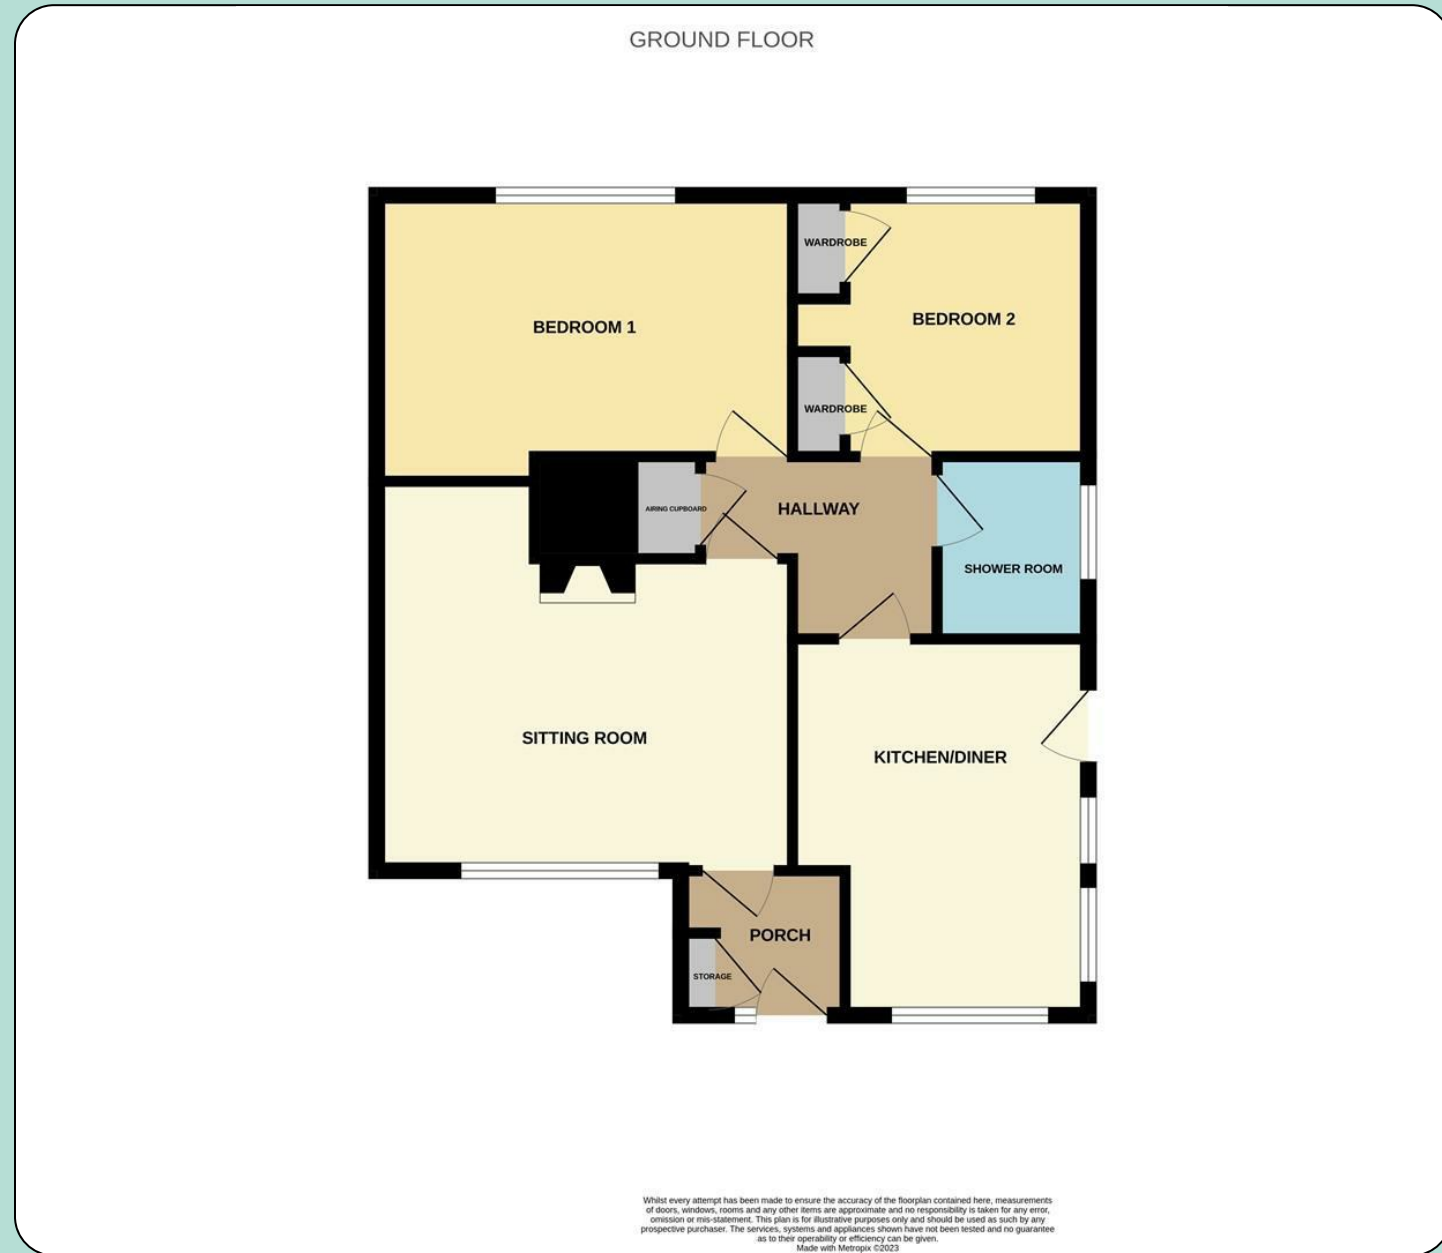 GROUND FLOOR
WARDROBE
BEDROOM 1
BEDROOM 2
WARDROBE
AIRING CUPBOARD
HALLWAY
SHOWER ROOM
SITTING ROOM
KITCHEN/DINER
PORCH
STORAGE
Whilst every attempt has been made to ensure the accuracy of the floorplan contained here, measurements
of doors, windows, rooms and any other items are approximate and no responsibility is taken for any error,
omission or mis-statement. This plan is for illustrative purposes only and should be used as such by any
prospective purchaser. The services, systems and appliances shown have not been tested and no guarantee
as to their operability or efficiency can be given.
Made with Metropix ©2023